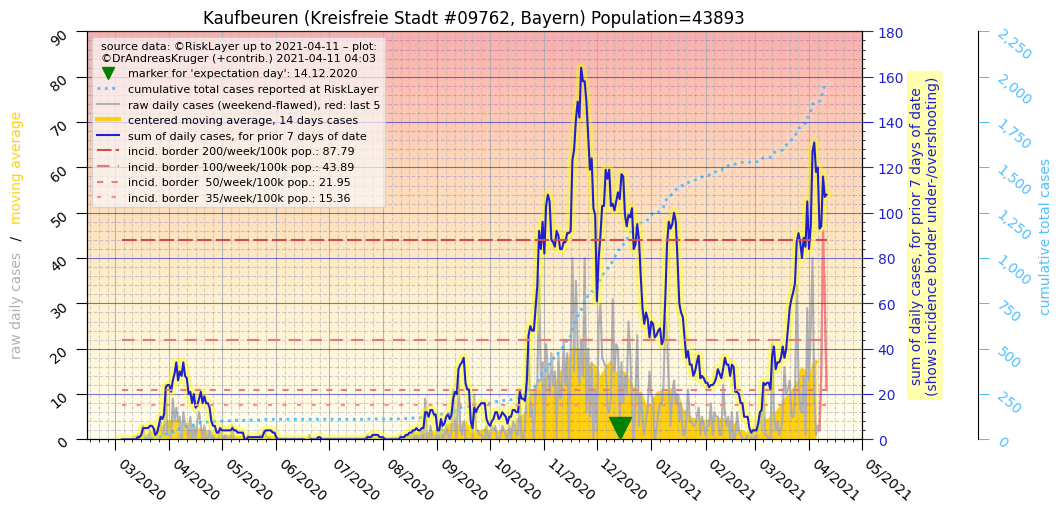 Kaufbeuren (Kreisfreie Stadt #09762, Bayern) Population=43893
source data: ©RiskLayer up to 2021-04-11 – plot:
©DrAndreasKruger (+contrib.) 2021-04-11 04:03
marker for 'expectation day': 14.12.2020
cumulative total cases reported at RiskLayer
raw daily cases (weekend-flawed), red: last 5
centered moving average, 14 days cases
sum of daily cases, for prior 7 days of date
incid. border 200/week/100k pop.: 87.79
incid. border 100/week/100k pop.: 43.89
incid. border  50/week/100k pop.: 21.95
incid. border  35/week/100k pop.: 15.36
raw daily cases  /  moving average
90
80
70
60
50
40
30
20
10
0
180
160
140
120
100
80
60
40
20
0
sum of daily cases, for prior 7 days of date
(shows incidence border under-/overshooting)
2,250
2,000
1,750
1,500
1,250
1,000
750
500
250
0
cumulative total cases
03/2020
04/2020
05/2020
06/2020
07/2020
08/2020
09/2020
10/2020
11/2020
12/2020
01/2021
02/2021
03/2021
04/2021
05/2021